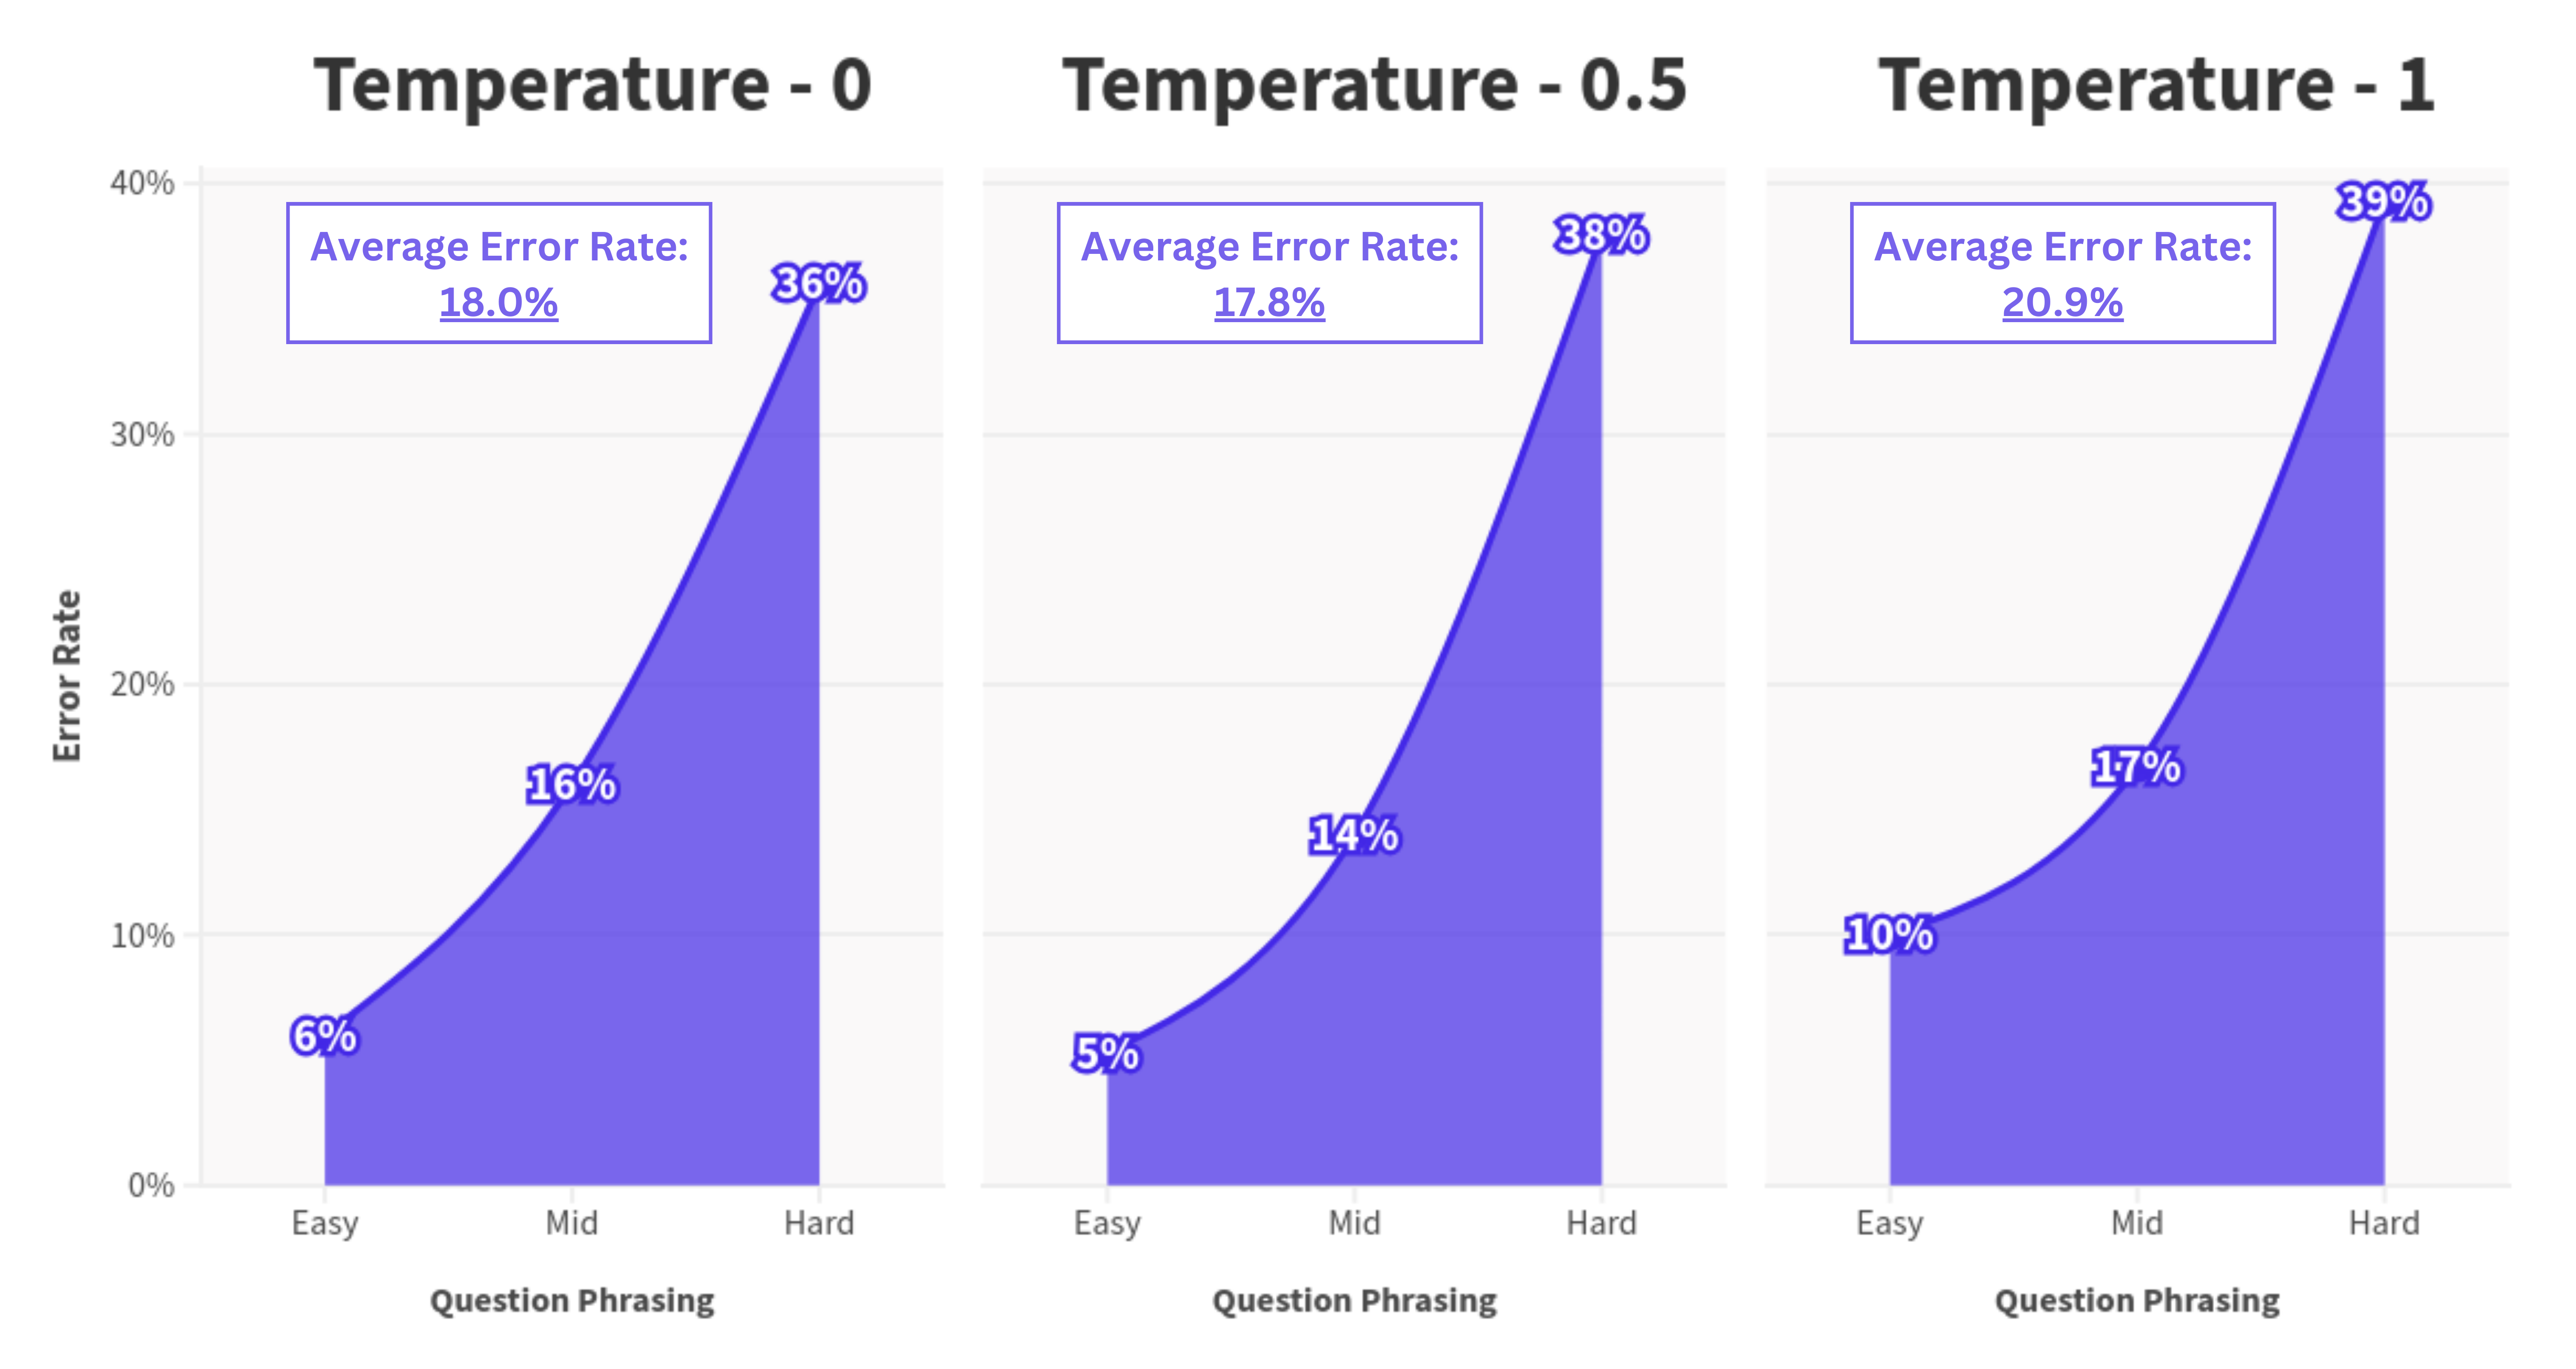 Temperature - 0
Temperature - 0.5
Temperature - 1
Error Rate
40%
30%
20%
10%
0%
Average Error Rate:
18.0%
36%
16%
6%
Easy Mid Hard
Question Phrasing
Average Error Rate:
17.8%
38%
14%
5%
Easy Mid Hard
Question Phrasing
Average Error Rate:
20.9%
39%
17%
10%
Easy Mid Hard
Question Phrasing